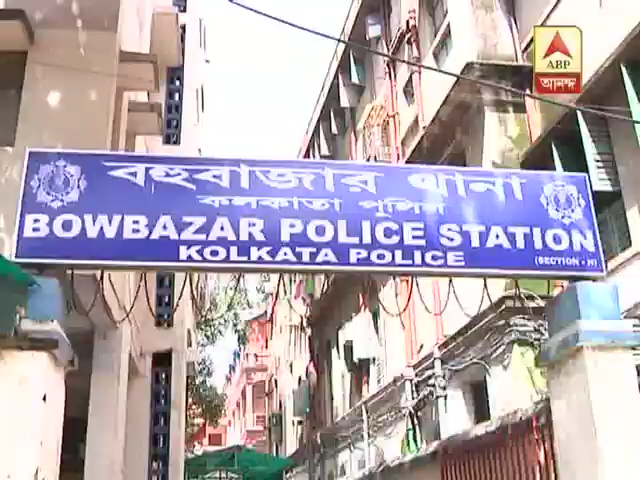 ABP
আনন্দ
বহুবাজার থানা
কলকাতা পুলিশ
BOWBAZAR POLICE STATION
KOLKATA POLICE